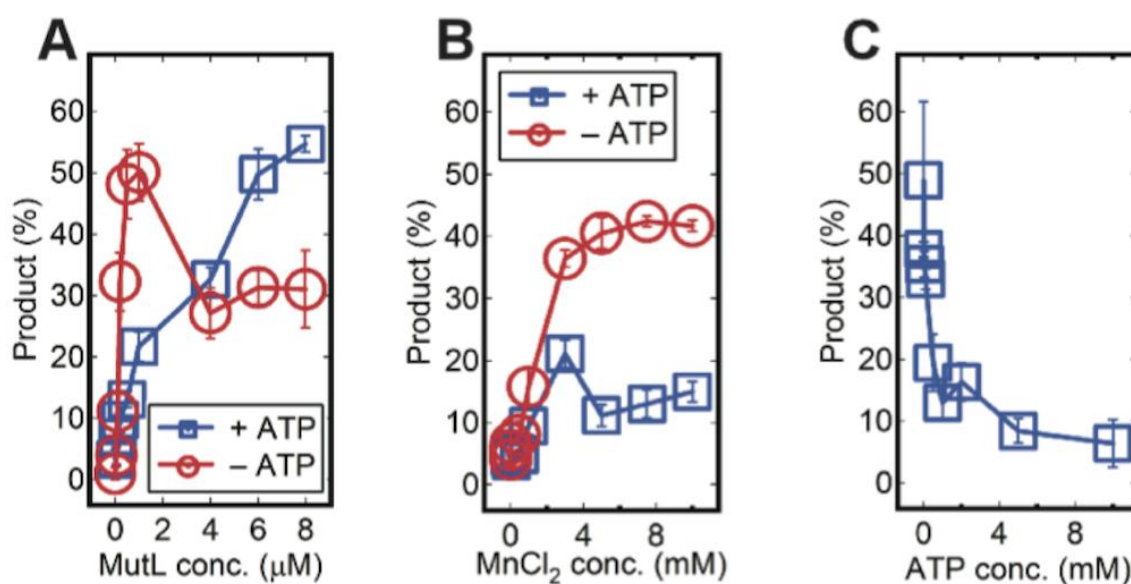 A
Product (%)
60
50
40
30
20
10
0
+ ATP
– ATP
0 2 4 6 8
MutL conc. (μM)
B
Product (%)
60
50
40
30
20
10
0
+ ATP
– ATP
0 4 8
MnCl₂ conc. (mM)
C
Product (%)
60
50
40
30
20
10
0
0 4 8
ATP conc. (mM)